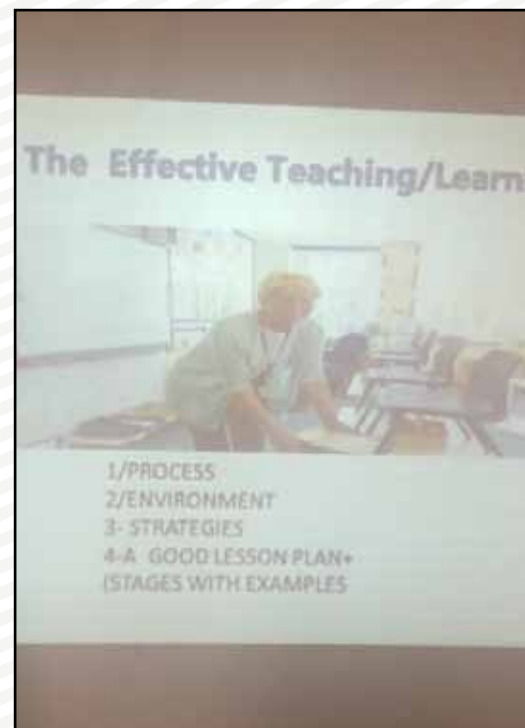 The Effective Teaching/Learn
1/PROCESS
2/ENVIRONMENT
3- STRATEGIES
4-A GOOD LESSON PLAN+
(STAGES WITH EXAMPLES